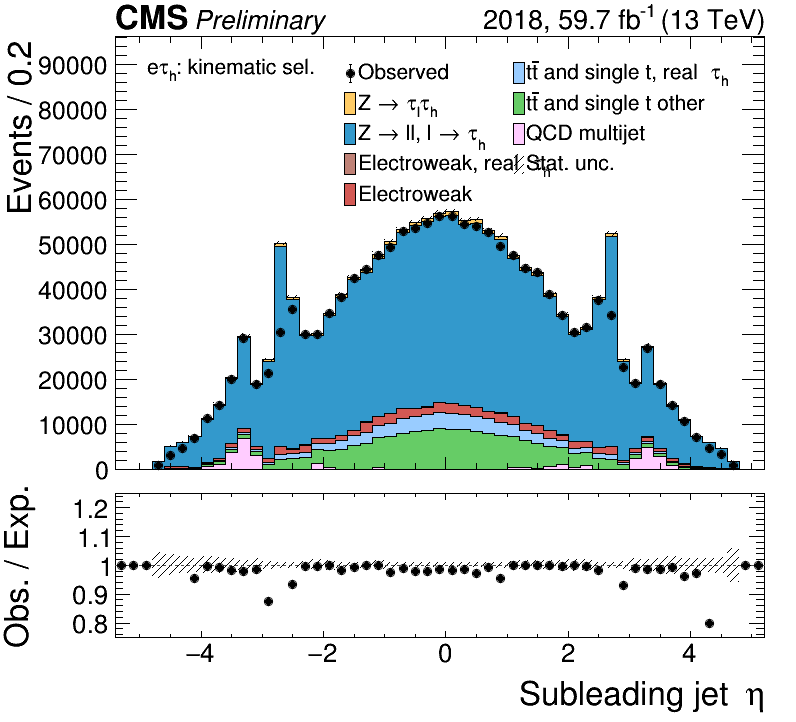 CMS Preliminary 2018, 59.7 fb⁻¹ (13 TeV)
Events / 0.2
90000
80000
70000
60000
50000
40000
30000
20000
10000
0
eτh: kinematic sel.
Observed
Z → τlτh
Z → ll, l → τh
Electroweak, real τh
Electroweak
tt̄ and single t, real τh
tt̄ and single t other
QCD multijet
Stat. unc.
Obs. / Exp.
1.2
1.1
1
0.9
0.8
−4 −2 0 2 4
Subleading jet η